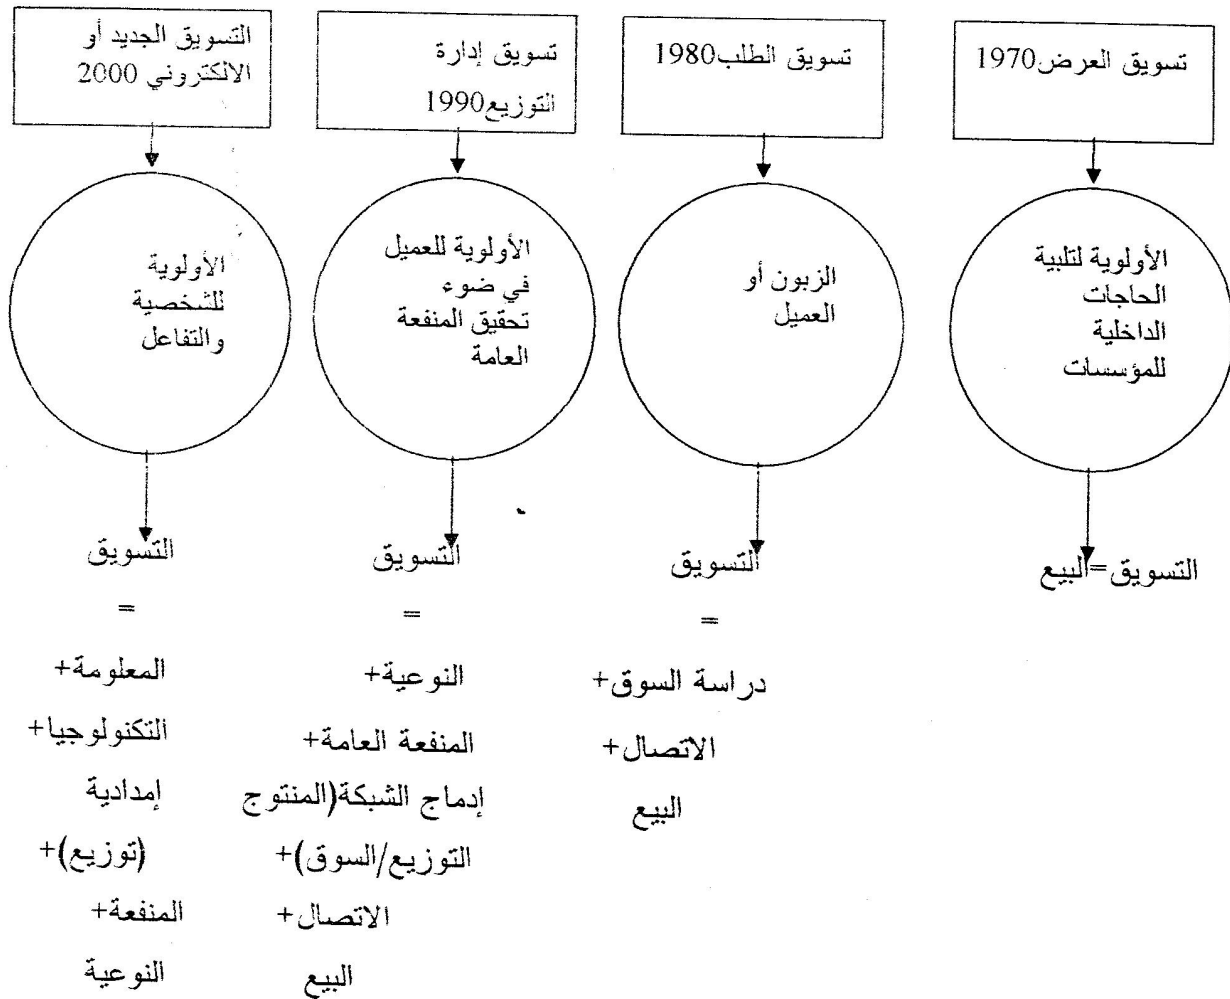 تسويق العرض1970
تسويق الطلب1980
تسويق إدارة
التوزيع1990
التسويق الجديد أو
الالكتروني 2000
الأولوية لتلبية
الحاجات
الداخلية
للمؤسسات
الزبون أو
العميل
الأولوية للعميل
في ضوء
تحقيق المنفعة
العامة
الأولوية
للشخصية
والتفاعل
التسويق=البيع
التسويق
=
دراسة السوق+
الاتصال+
البيع
التسويق
=
النوعية+
المنفعة العامة+
إدماج الشبكة(المنتوج
التوزيع/السوق)+
الاتصال+
البيع
التسويق
=
المعلومة+
التكنولوجيا+
إمدادية
(توزيع)+
المنفعة+
النوعية